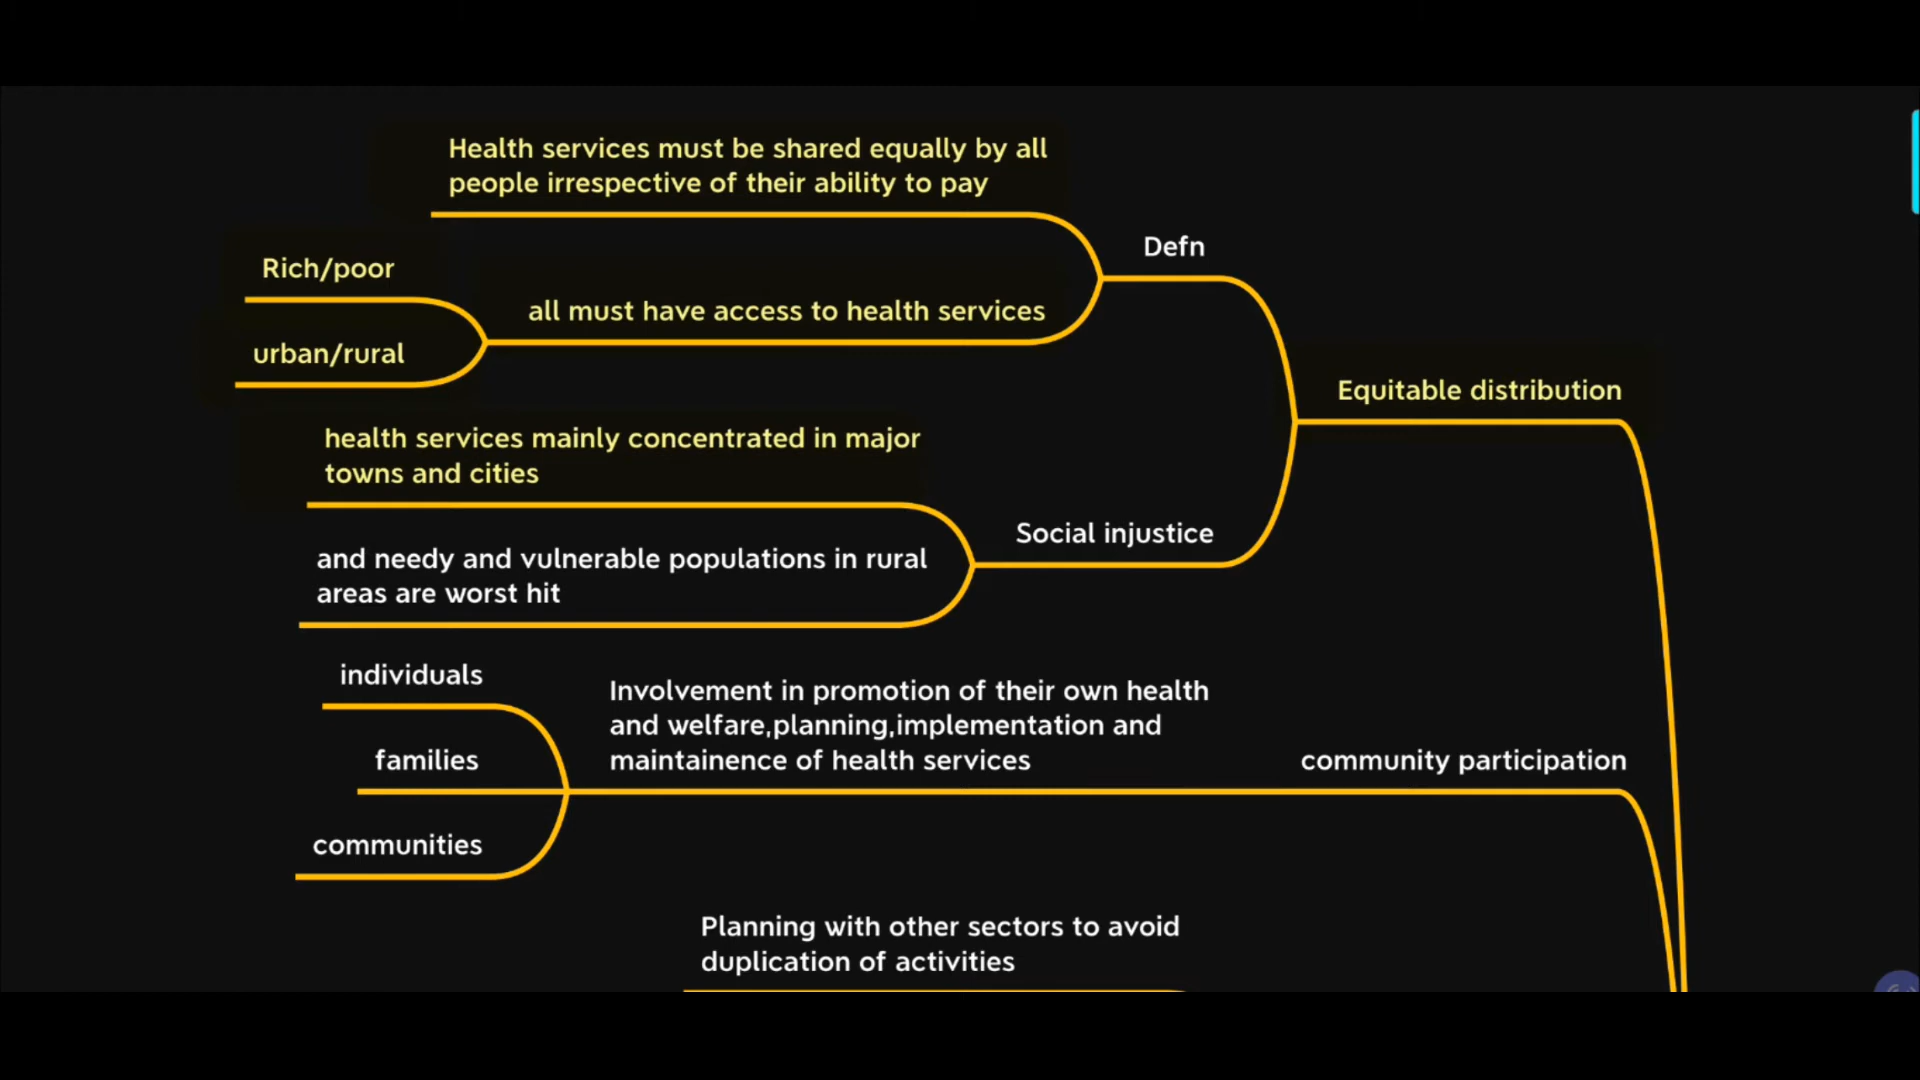 Health services must be shared equally by all
people irrespective of their ability to pay
Defn
Rich/poor
all must have access to health services
urban/rural
Equitable distribution
health services mainly concentrated in major
towns and cities
Social injustice
and needy and vulnerable populations in rural
areas are worst hit
individuals
Involvement in promotion of their own health
and welfare,planning,implementation and
maintainence of health services
families
community participation
communities
Planning with other sectors to avoid
duplication of activities